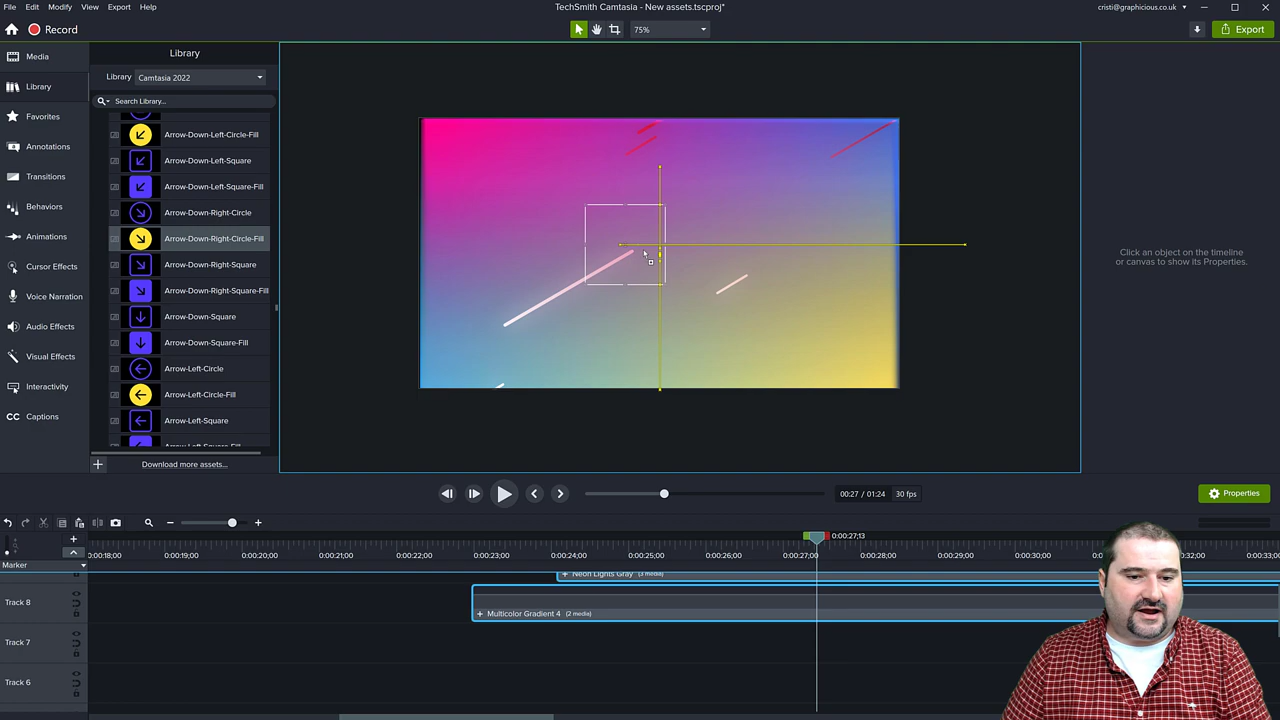 File Edit Modify View Export Help
TechSmith Camtasia - New assets.tscproj*
cristi@graphicious.co.uk
Record
75%
Export
Media
Library
Favorites
Annotations
Transitions
Behaviors
Animations
Cursor Effects
Voice Narration
Audio Effects
Visual Effects
Interactivity
CC Captions
Library
Library Camtasia 2022
Search Library...
Arrow-Down-Left-Circle-Fill
Arrow-Down-Left-Square
Arrow-Down-Left-Square-Fill
Arrow-Down-Right-Circle
Arrow-Down-Right-Circle-Fill
Arrow-Down-Right-Square
Arrow-Down-Right-Square-Fill
Arrow-Down-Square
Arrow-Down-Square-Fill
Arrow-Left-Circle
Arrow-Left-Circle-Fill
Arrow-Left-Square
Arrow-Left-Square-Fill
Download more assets...
Click an object on the timeline
or canvas to show its Properties.
00:27 / 01:24 30 fps
Properties
0:00:27;13
0:00:18;00 0:00:19;00 0:00:20;00 0:00:21;00 0:00:22;00 0:00:23;00 0:00:24;00 0:00:25;00 0:00:26;00 0:00:27;00 0:00:28;00 0:00:29;00 0:00:30;00
Marker
Neon Lights Gray (3 media)
Track 8
Multicolor Gradient 4 (2 media)
Track 7
Track 6